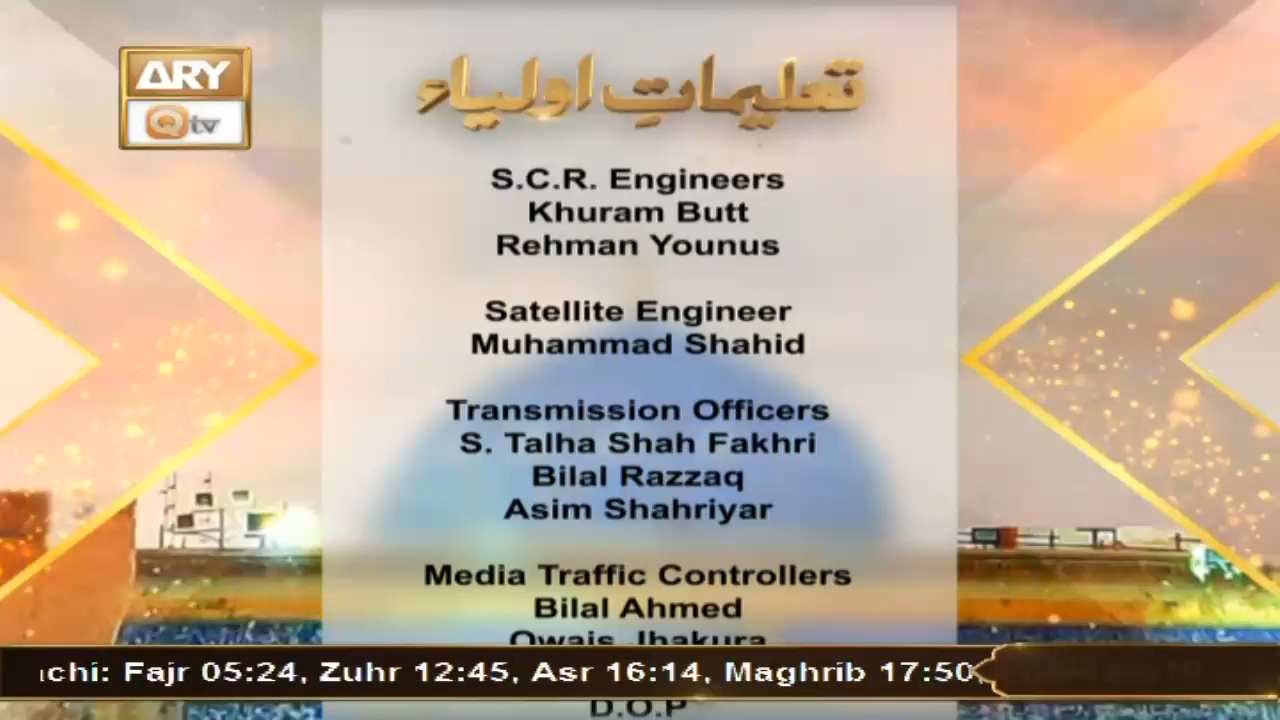 ARY
Qtv
تعلیماتِ اولیاء
S.C.R. Engineers
Khuram Butt
Rehman Younus
Satellite Engineer
Muhammad Shahid
Transmission Officers
S. Talha Shah Fakhri
Bilal Razzaq
Asim Shahriyar
Media Traffic Controllers
Bilal Ahmed
Owais Jhakura
chi: Fajr 05:24, Zuhr 12:45, Asr 16:14, Maghrib 17:50,
D.O.P